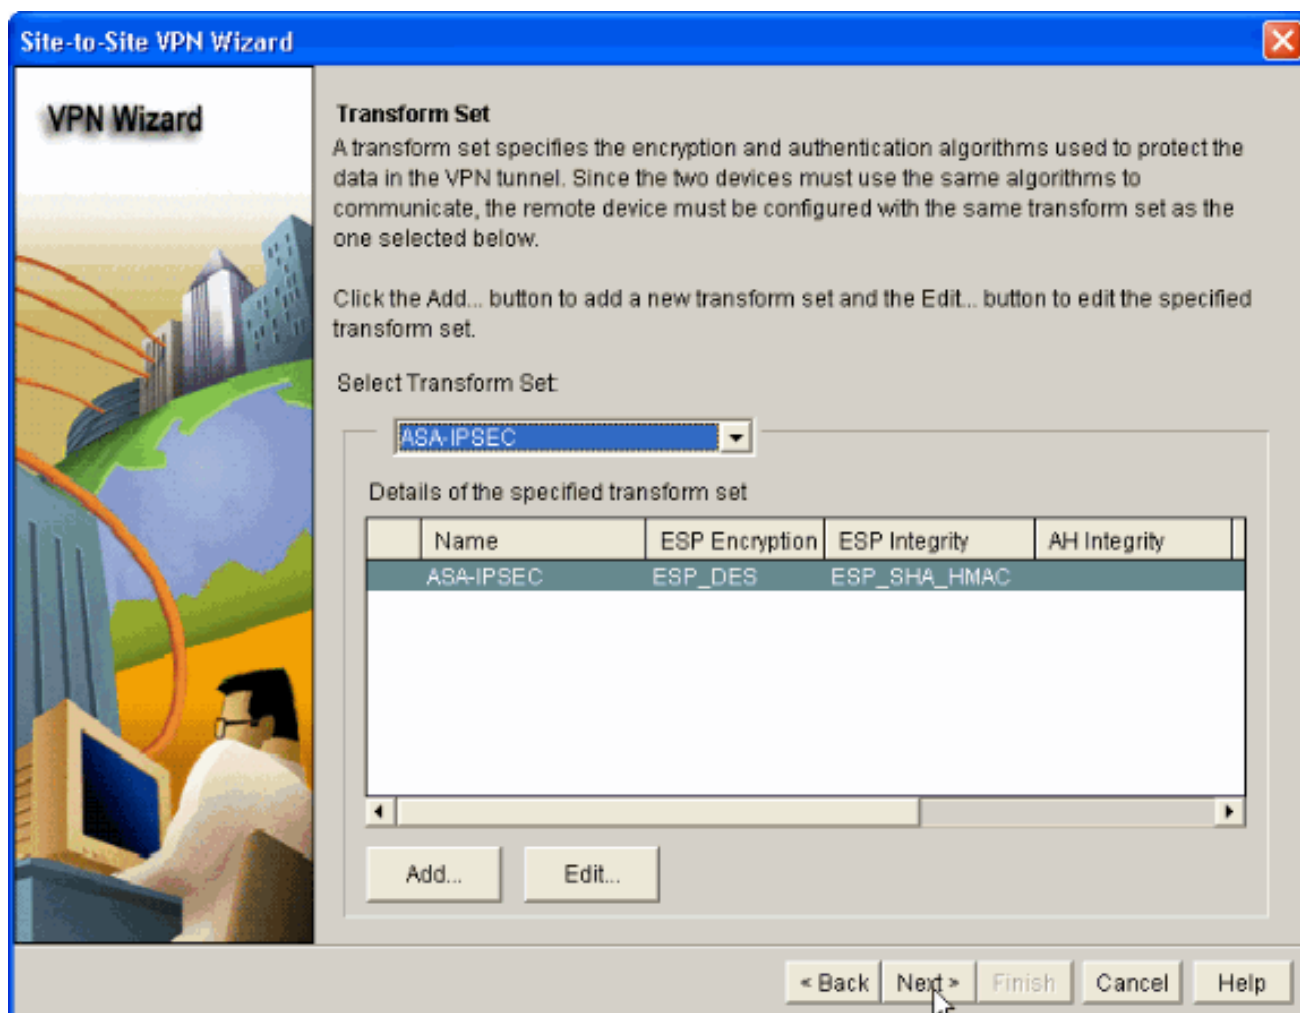 Site-to-Site VPN Wizard
VPN Wizard
Transform Set
A transform set specifies the encryption and authentication algorithms used to protect the
data in the VPN tunnel. Since the two devices must use the same algorithms to
communicate, the remote device must be configured with the same transform set as the
one selected below.
Click the Add... button to add a new transform set and the Edit... button to edit the specified
transform set.
Select Transform Set:
ASA-IPSEC
Details of the specified transform set
Name ESP Encryption ESP Integrity AH Integrity
ASA-IPSEC ESP_DES ESP_SHA_HMAC
Add... Edit...
< Back Next > Finish Cancel Help